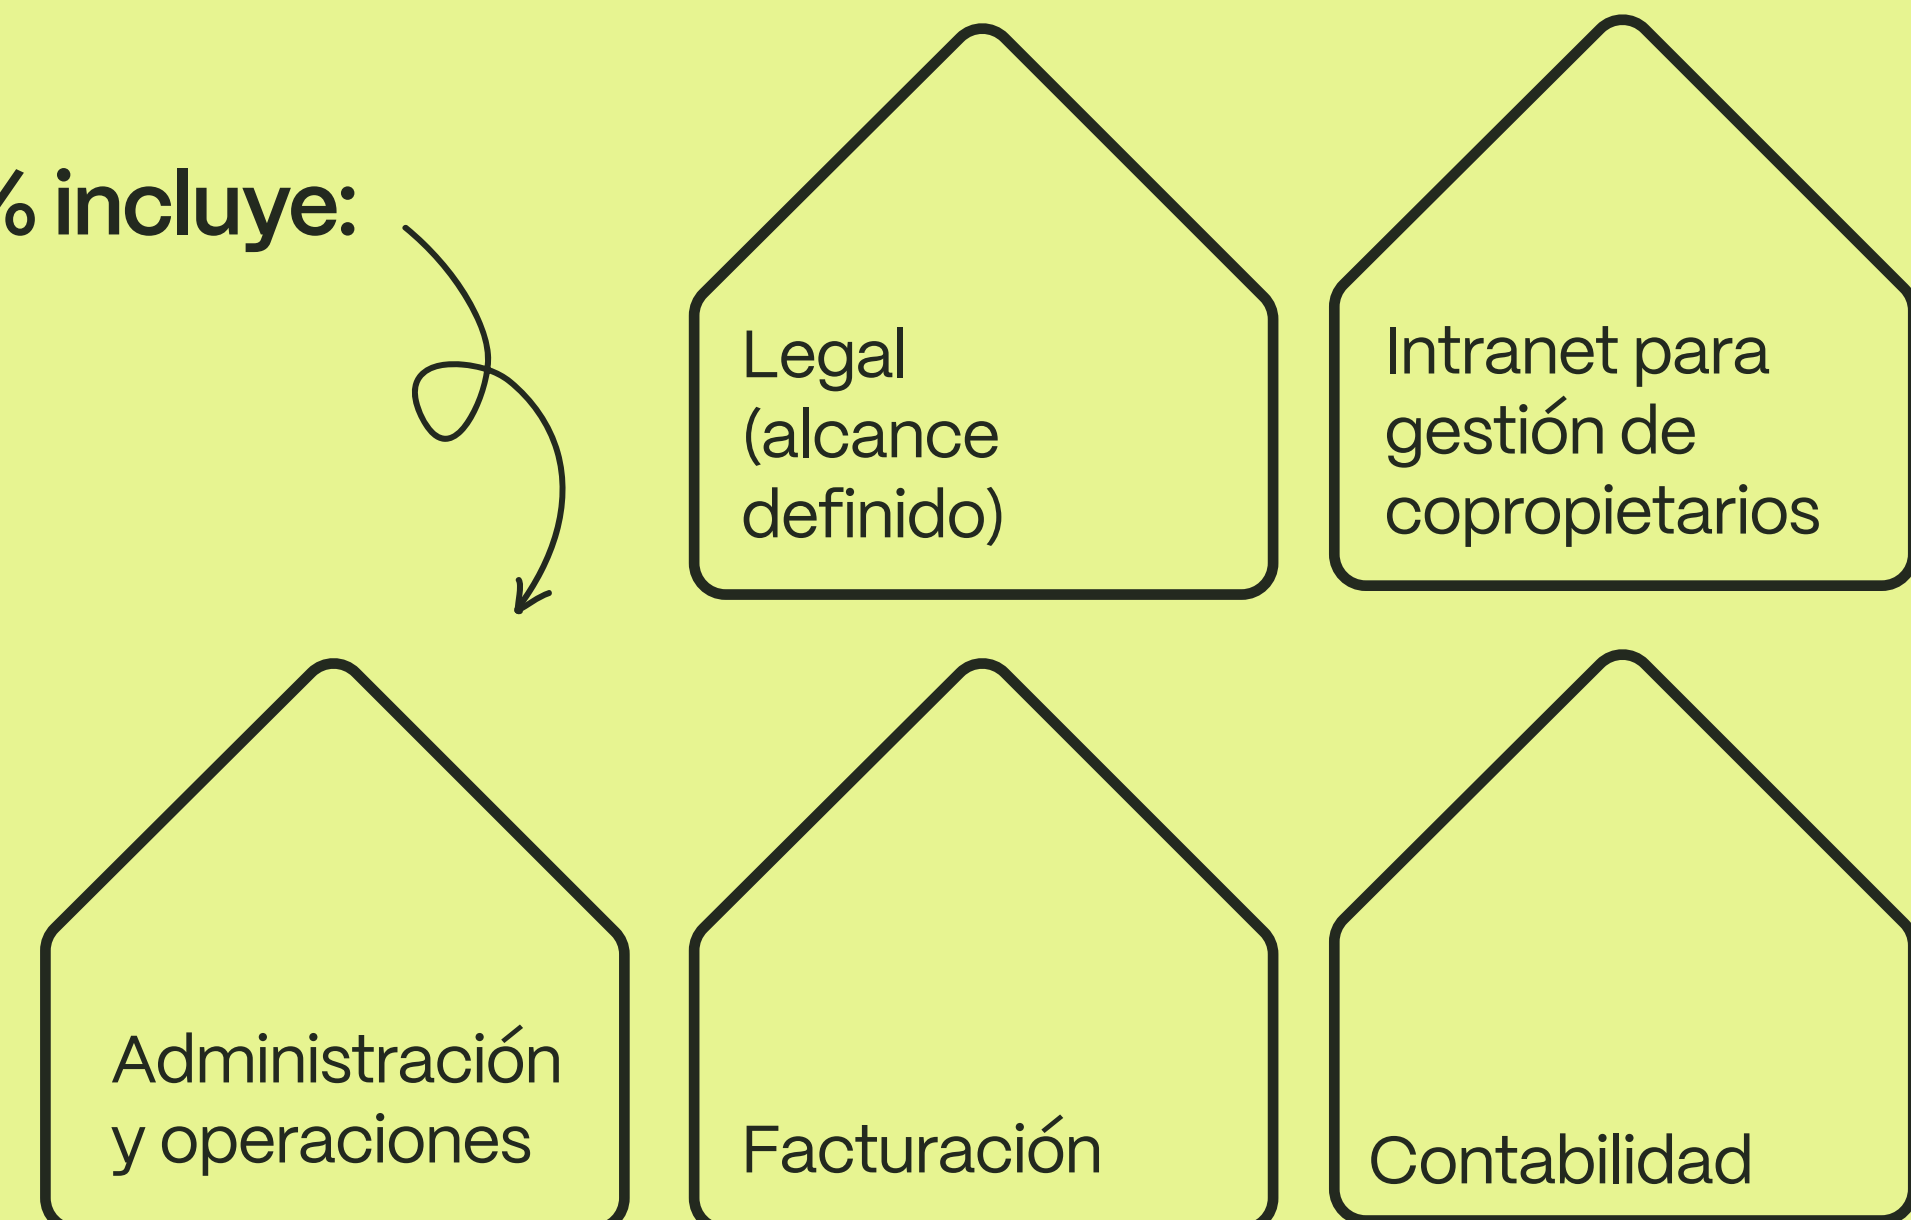 % incluye:
Legal
(alcance
definido)
Intranet para
gestión de
copropietarios
Administración
y operaciones
Facturación
Contabilidad